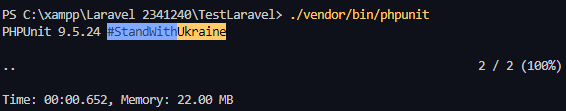 PS C:\xampp\Laravel 2341240\TestLaravel> ./vendor/bin/phpunit
PHPUnit 9.5.24 #StandWithUkraine
.. 2 / 2 (100%)
Time: 00:00.652, Memory: 22.00 MB